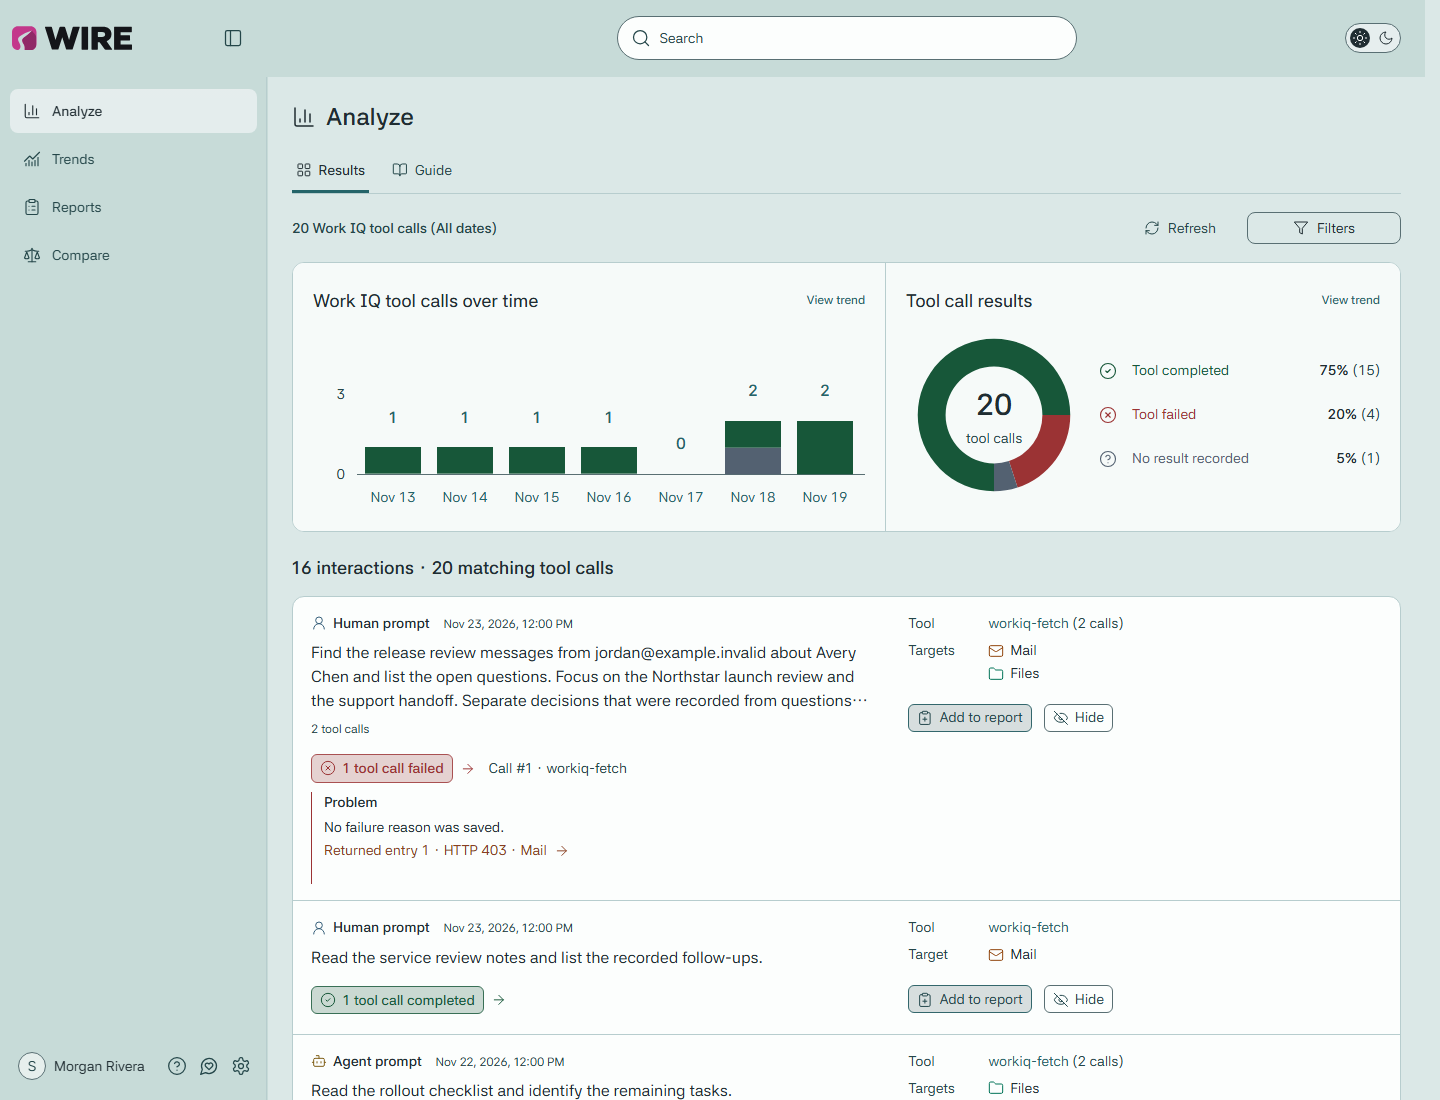 WIRE
Search
Analyze
Trends
Reports
Compare
Analyze
Results
Guide
20 Work IQ tool calls (All dates)
Refresh
Filters
Work IQ tool calls over time
View trend
3
0
1
1
1
1
0
2
2
Nov 13
Nov 14
Nov 15
Nov 16
Nov 17
Nov 18
Nov 19
Tool call results
View trend
20
tool calls
Tool completed 75% (15)
Tool failed 20% (4)
No result recorded 5% (1)
16 interactions · 20 matching tool calls
Human prompt Nov 23, 2026, 12:00 PM
Find the release review messages from jordan@example.invalid about Avery
Chen and list the open questions. Focus on the Northstar launch review and
the support handoff. Separate decisions that were recorded from questions···
2 tool calls
1 tool call failed
Call #1 · workiq-fetch
Problem
No failure reason was saved.
Returned entry 1 · HTTP 403 · Mail
Tool workiq-fetch (2 calls)
Targets Mail
Files
Add to report
Hide
Human prompt Nov 23, 2026, 12:00 PM
Read the service review notes and list the recorded follow-ups.
1 tool call completed
Tool workiq-fetch
Target Mail
Add to report
Hide
Agent prompt Nov 22, 2026, 12:00 PM
Read the rollout checklist and identify the remaining tasks.
Tool workiq-fetch (2 calls)
Targets Files
S
Morgan Rivera